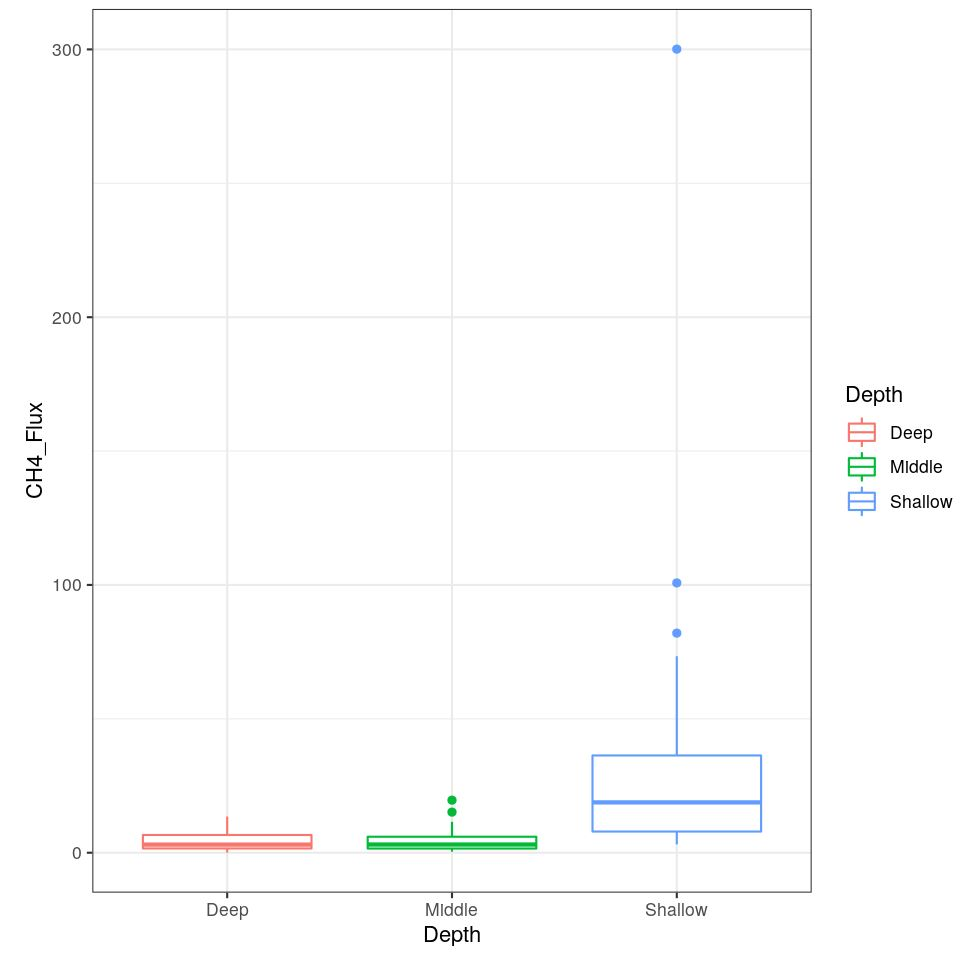 300
200
100
0
CH4_Flux
Deep
MIddle
Shallow
Depth
Depth
Deep
MIddle
Shallow